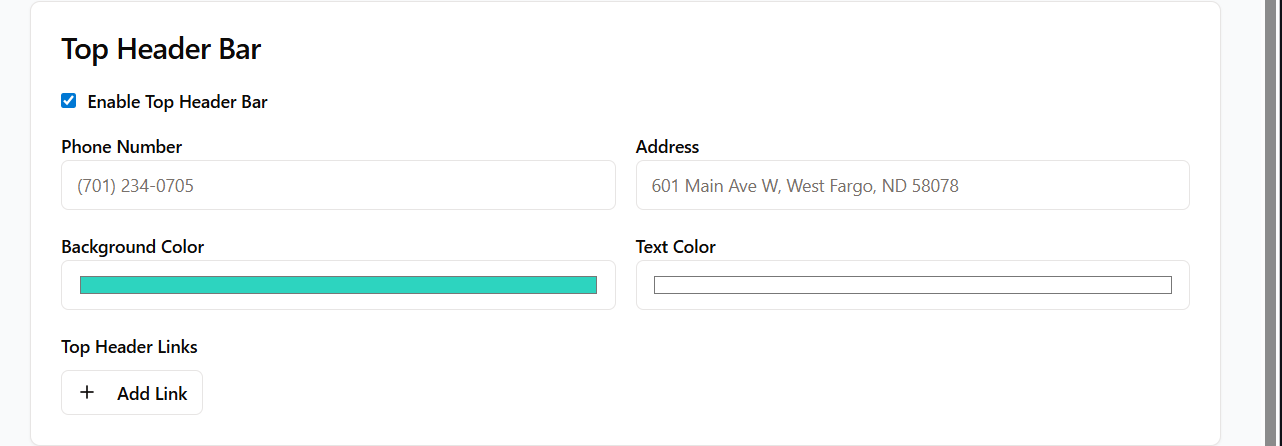 Top Header Bar
Enable Top Header Bar
Phone Number
Address
(701) 234-0705
601 Main Ave W, West Fargo, ND 58078
Background Color
Text Color
Top Header Links
+ Add Link